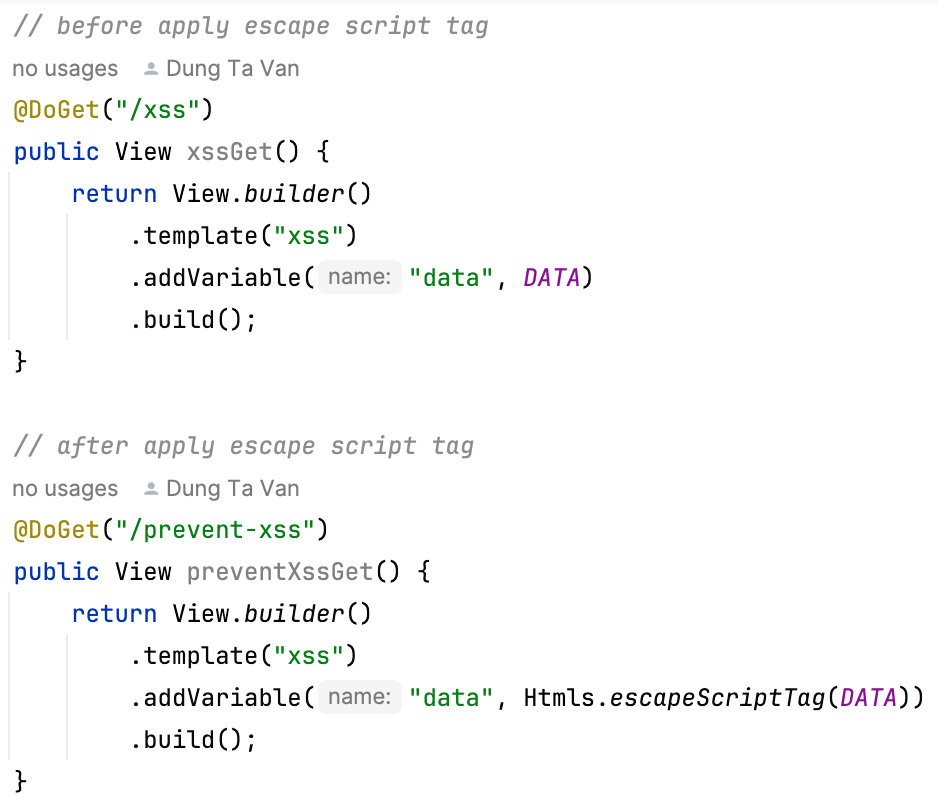 // before apply escape script tag
no usages Dung Ta Van
@DoGet("/xss")
public View xssGet() {
    return View.builder()
        .template("xss")
        .addVariable( name: "data", DATA)
        .build();
}
// after apply escape script tag
no usages Dung Ta Van
@DoGet("/prevent-xss")
public View preventXssGet() {
    return View.builder()
        .template("xss")
        .addVariable( name: "data", Htmls.escapeScriptTag(DATA))
        .build();
}